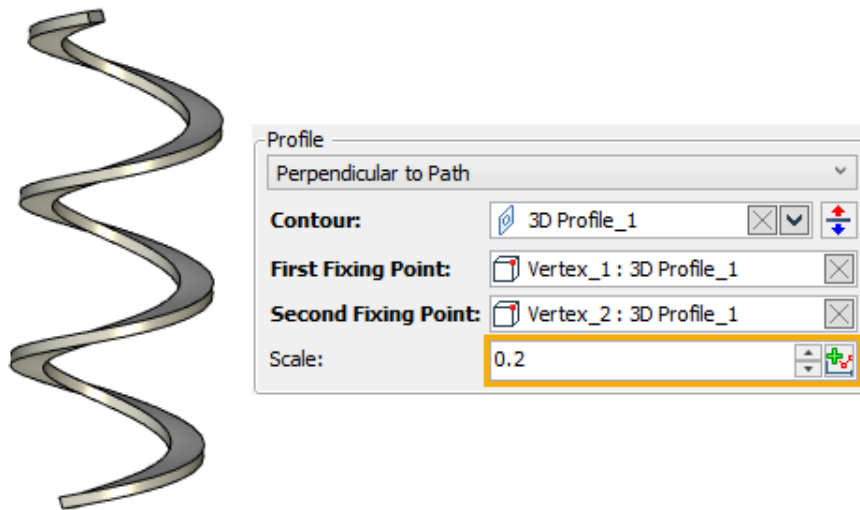 Profile
Perpendicular to Path
Contour: 3D Profile_1
First Fixing Point: Vertex_1 : 3D Profile_1
Second Fixing Point: Vertex_2 : 3D Profile_1
Scale: 0.2